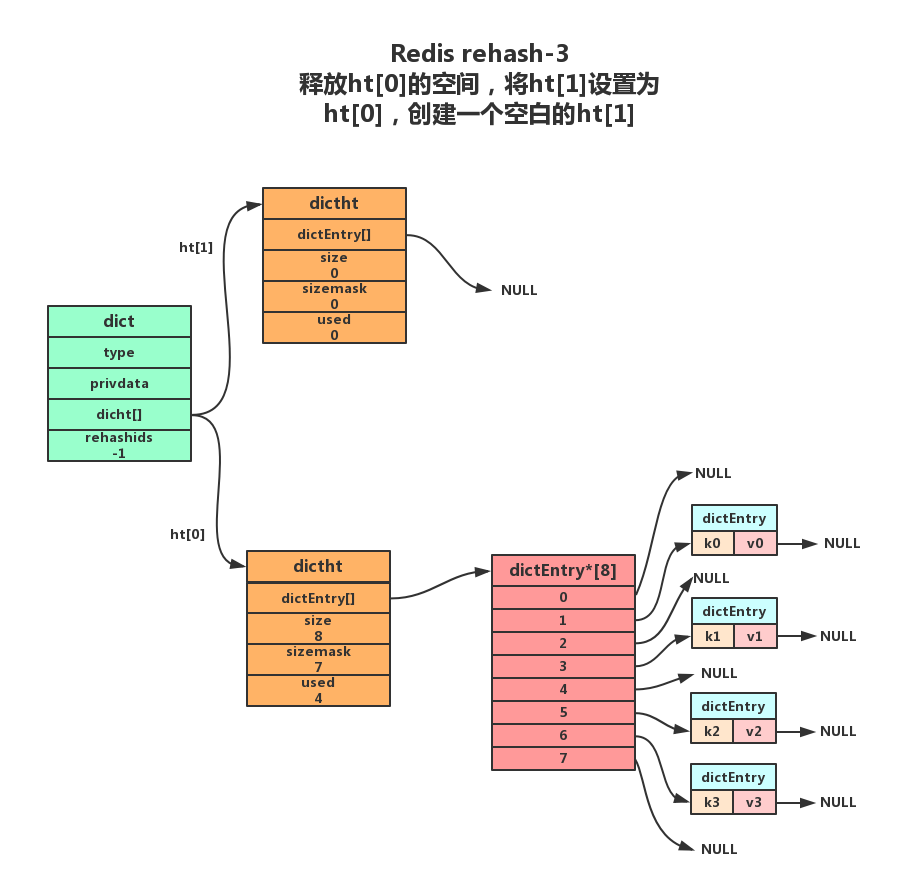 Redis rehash-3
释放ht[0]的空间，将ht[1]设置为
ht[0]，创建一个空白的ht[1]
dictht
dictEntry[]
size
0
sizemask
0
used
0
ht[1]
NULL
dict
type
privdata
dicht[]
rehashids
-1
ht[0]
dictht
dictEntry[]
size
8
sizemask
7
used
4
dictEntry*[8]
0
1
2
3
4
5
6
7
NULL
dictEntry
k0 v0
NULL
NULL
dictEntry
k1 v1
NULL
NULL
dictEntry
k2 v2
NULL
dictEntry
k3 v3
NULL
NULL